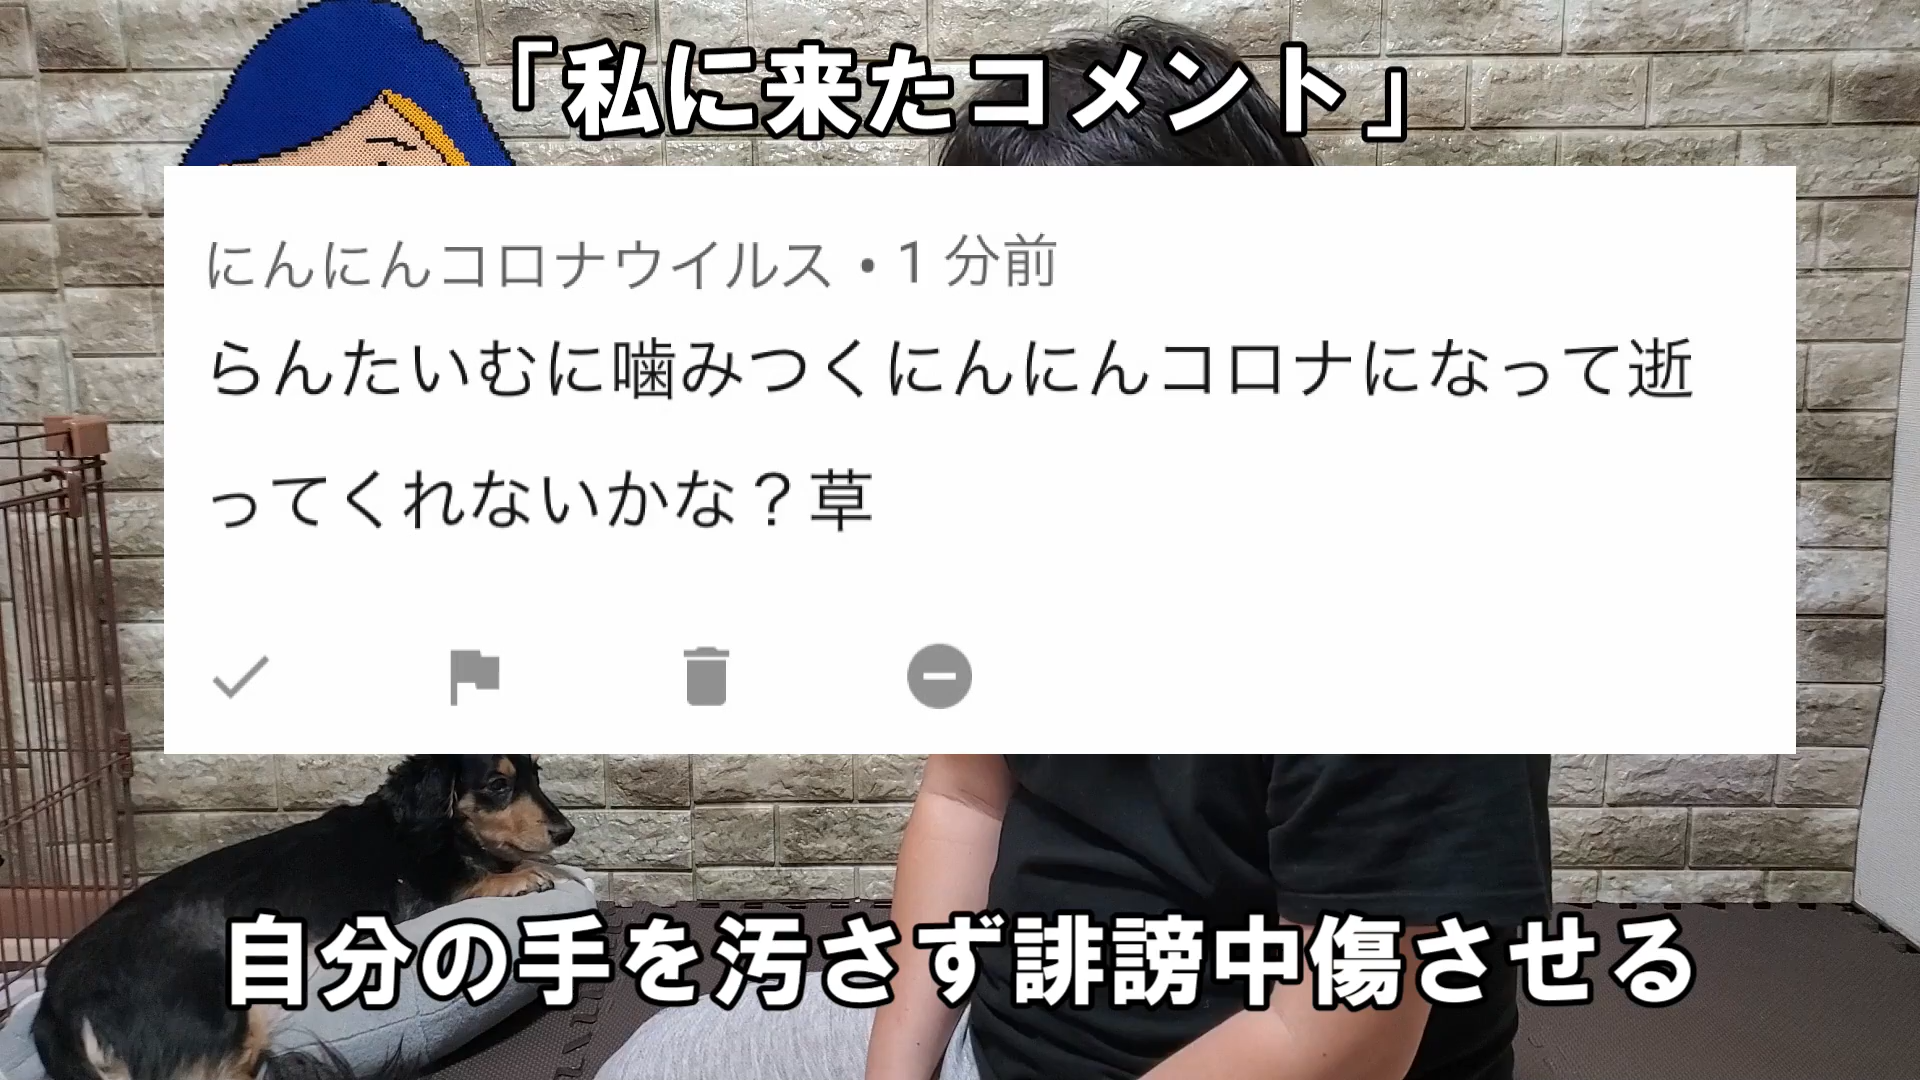 「私に来たコメント」
にんにんコロナウイルス • 1 分前
らんたいむに噛みつくにんにんコロナになって逝
ってくれないかな？草
自分の手を汚さず誹謗中傷させる